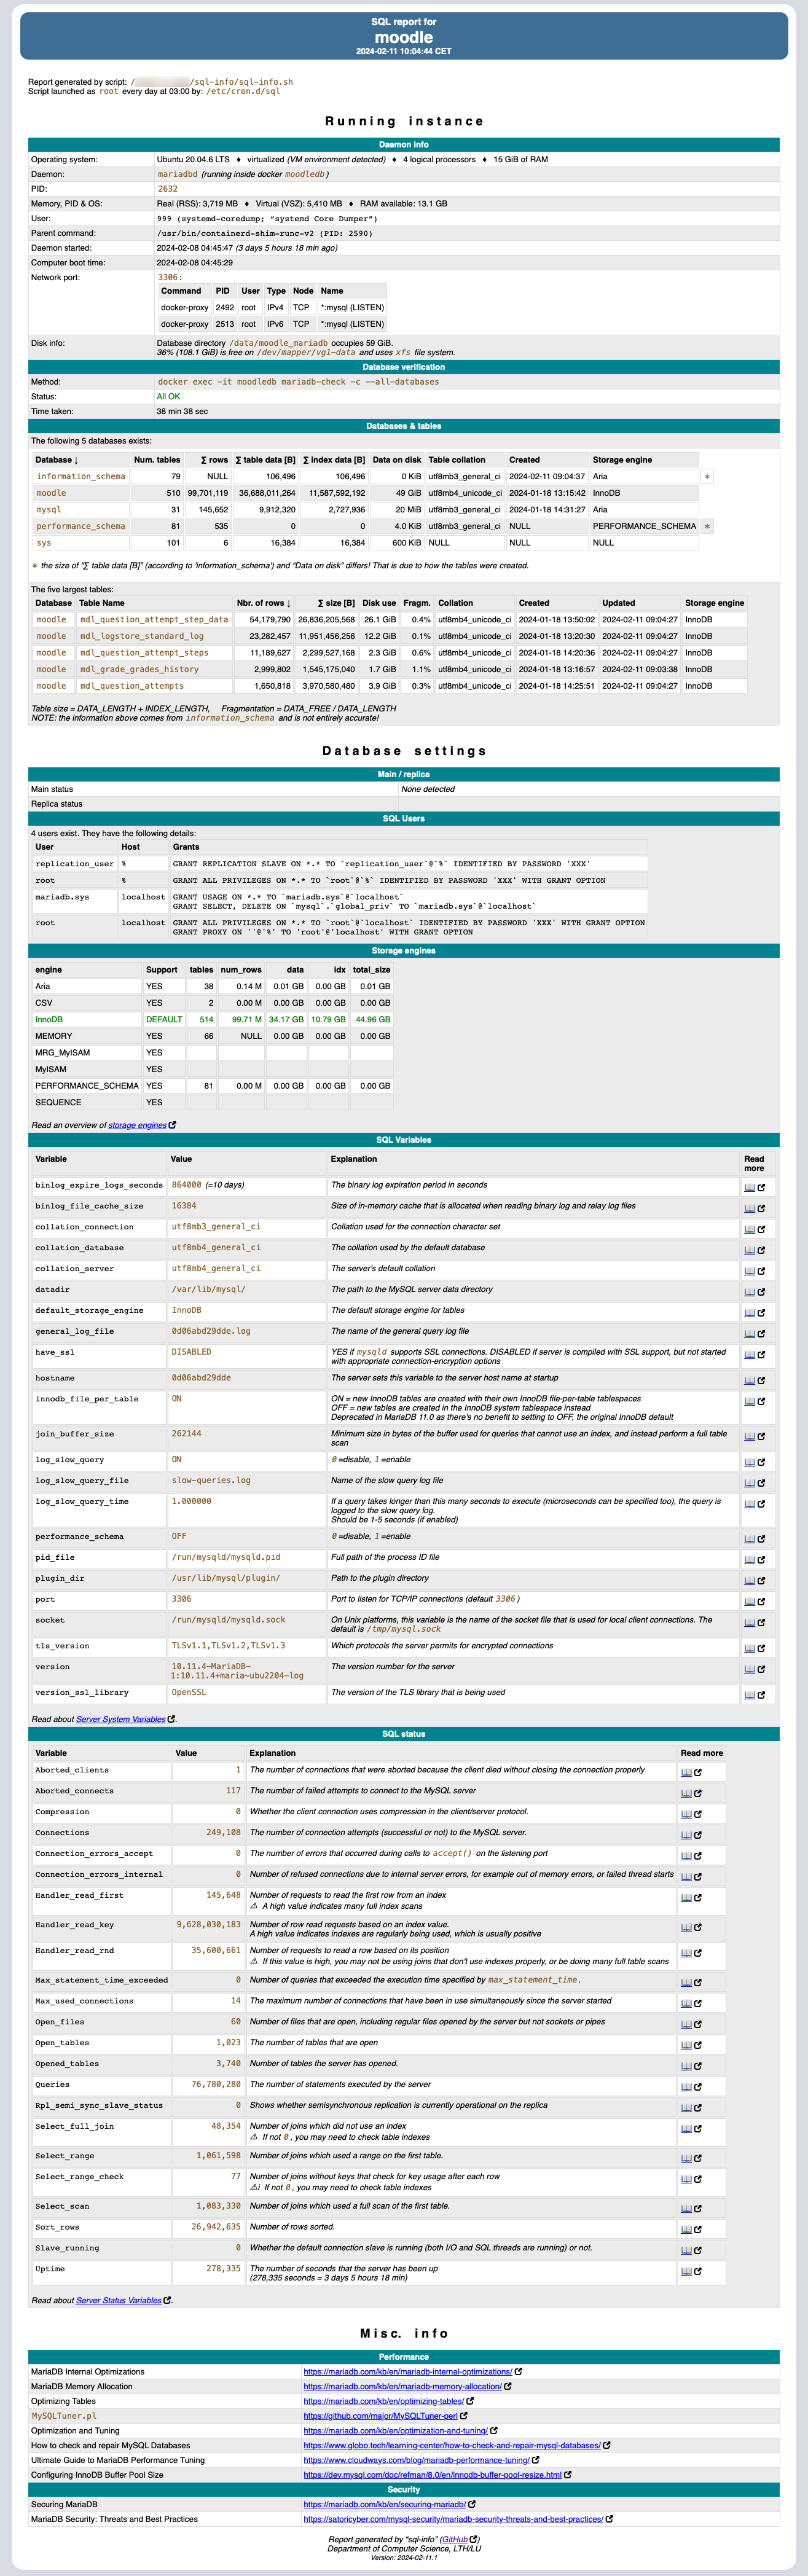 SQL report for
moodle
2024-02-11 10:04:44 CET
Report generated by script: / /sql-info/sql-info.sh
Script launched as root every day at 03:00 by: /etc/cron.d/sql
Running instance
Daemon info
Operating system: Ubuntu 20.04.6 LTS ♦ virtualized (VM environment detected) ♦ 4 logical processors ♦ 15 GiB of RAM
Daemon: mariadbd (running inside docker moodledb)
PID: 2632
Memory, PID & OS: Real (RSS): 3,719 MB ♦ Virtual (VSZ): 5,410 MB ♦ RAM available: 13.1 GB
User: 999 (systemd-coredump; “systemd Core Dumper”)
Parent command: /usr/bin/containerd-shim-runc-v2 (PID: 2590)
Daemon started: 2024-02-08 04:45:47 (3 days 5 hours 18 min ago)
Computer boot time: 2024-02-08 04:45:29
Network port: 3306:
Command PID User Type Node Name
docker-proxy 2492 root IPv4 TCP *:mysql (LISTEN)
docker-proxy 2513 root IPv6 TCP *:mysql (LISTEN)
Disk info: Database directory /data/moodle_mariadb occupies 59 GiB.
36% (108.1 GiB) is free on /dev/mapper/vg1-data and uses xfs file system.
Database verification
Method: docker exec -it moodledb mariadb-check -c --all-databases
Status: All OK
Time taken: 38 min 38 sec
Databases & tables
The following 5 databases exists:
Database ↓ Num. tables ∑ rows ∑ table data [B] ∑ index data [B] Data on disk Table collation Created Storage engine
information_schema 79 NULL 106,496 106,496 0 KiB utf8mb3_general_ci 2024-02-11 09:04:37 Aria *
moodle 510 99,701,119 36,688,011,264 11,587,592,192 49 GiB utf8mb4_unicode_ci 2024-01-18 13:15:42 InnoDB
mysql 31 145,652 9,912,320 2,727,936 20 MiB utf8mb3_general_ci 2024-01-18 14:31:27 Aria
performance_schema 81 535 0 0 4.0 KiB utf8mb3_general_ci NULL PERFORMANCE_SCHEMA *
sys 101 6 16,384 16,384 600 KiB NULL NULL NULL
* the size of “∑ table data [B]” (according to ‘information_schema’) and “Data on disk” differs! That is due to how the tables were created.
The five largest tables:
Database Table Name Nbr. of rows ↓ ∑ size [B] Disk use Fragm. Collation Created Updated Storage engine
moodle mdl_question_attempt_step_data 54,179,790 26,836,205,568 26.1 GiB 0.4% utf8mb4_unicode_ci 2024-01-18 13:50:02 2024-02-11 09:04:27 InnoDB
moodle mdl_logstore_standard_log 23,282,457 11,951,456,256 12.2 GiB 0.1% utf8mb4_unicode_ci 2024-01-18 13:20:30 2024-02-11 09:04:27 InnoDB
moodle mdl_question_attempt_steps 11,189,627 2,299,527,168 2.3 GiB 0.6% utf8mb4_unicode_ci 2024-01-18 14:20:36 2024-02-11 09:04:27 InnoDB
moodle mdl_grade_grades_history 2,999,802 1,545,175,040 1.7 GiB 1.1% utf8mb4_unicode_ci 2024-01-18 13:16:57 2024-02-11 09:03:38 InnoDB
moodle mdl_question_attempts 1,650,818 3,970,580,480 3.9 GiB 0.3% utf8mb4_unicode_ci 2024-01-18 14:25:51 2024-02-11 09:04:27 InnoDB
Table size = DATA_LENGTH + INDEX_LENGTH, Fragmentation = DATA_FREE / DATA_LENGTH
NOTE: the information above comes from information_schema and is not entirely accurate!
Database settings
Main / replica
Main status None detected
Replica status
SQL Users
4 users exist. They have the following details:
User Host Grants
replication_user % GRANT REPLICATION SLAVE ON *.* TO `replication_user`@`%` IDENTIFIED BY PASSWORD 'XXX'
root % GRANT ALL PRIVILEGES ON *.* TO `root`@`%` IDENTIFIED BY PASSWORD 'XXX' WITH GRANT OPTION
mariadb.sys localhost GRANT USAGE ON *.* TO `mariadb.sys`@`localhost`
GRANT SELECT, DELETE ON `mysql`.`global_priv` TO `mariadb.sys`@`localhost`
root localhost GRANT ALL PRIVILEGES ON *.* TO `root`@`localhost` IDENTIFIED BY PASSWORD 'XXX' WITH GRANT OPTION
GRANT PROXY ON ''@'%' TO 'root'@'localhost' WITH GRANT OPTION
Storage engines
engine Support tables num_rows data idx total_size
Aria YES 38 0.14 M 0.01 GB 0.00 GB 0.01 GB
CSV YES 2 0.00 M 0.00 GB 0.00 GB 0.00 GB
InnoDB DEFAULT 514 99.71 M 34.17 GB 10.79 GB 44.96 GB
MEMORY YES 66 NULL 0.00 GB 0.00 GB 0.00 GB
MRG_MyISAM YES
MyISAM YES
PERFORMANCE_SCHEMA YES 81 0.00 M 0.00 GB 0.00 GB 0.00 GB
SEQUENCE YES
Read an overview of storage engines
SQL Variables
Variable Value Explanation Read more
binlog_expire_logs_seconds 864000 (=10 days) The binary log expiration period in seconds
binlog_file_cache_size 16384 Size of in-memory cache that is allocated when reading binary log and relay log files
collation_connection utf8mb3_general_ci Collation used for the connection character set
collation_database utf8mb4_general_ci The collation used by the default database
collation_server utf8mb4_general_ci The server's default collation
datadir /var/lib/mysql/ The path to the MySQL server data directory
default_storage_engine InnoDB The default storage engine for tables
general_log_file 0d06abd29dde.log The name of the general query log file
have_ssl DISABLED YES if mysqld supports SSL connections. DISABLED if server is compiled with SSL support, but not started
with appropriate connection-encryption options
hostname 0d06abd29dde The server sets this variable to the server host name at startup
innodb_file_per_table ON ON = new InnoDB tables are created with their own InnoDB file-per-table tablespaces
OFF = new tables are created in the InnoDB system tablespace instead
Deprecated in MariaDB 11.0 as there's no benefit to setting to OFF, the original InnoDB default
join_buffer_size 262144 Minimum size in bytes of the buffer used for queries that cannot use an index, and instead perform a full table
scan
log_slow_query ON 0=disable, 1=enable
log_slow_query_file slow-queries.log Name of the slow query log file
log_slow_query_time 1.000000 If a query takes longer than this many seconds to execute (microseconds can be specified too), the query is
logged to the slow query log.
Should be 1-5 seconds (if enabled)
performance_schema OFF 0=disable, 1=enable
pid_file /run/mysqld/mysqld.pid Full path of the process ID file
plugin_dir /usr/lib/mysql/plugin/ Path to the plugin directory
port 3306 Port to listen for TCP/IP connections (default 3306)
socket /run/mysqld/mysqld.sock On Unix platforms, this variable is the name of the socket file that is used for local client connections. The
default is /tmp/mysql.sock
tls_version TLSv1.1,TLSv1.2,TLSv1.3 Which protocols the server permits for encrypted connections
version 10.11.4-MariaDB-
1:10.11.4+maria~ubu2204-log The version number for the server
version_ssl_library OpenSSL The version of the TLS library that is being used
Read about Server System Variables.
SQL status
Variable Value Explanation Read more
Aborted_clients 1 The number of connections that were aborted because the client died without closing the connection properly
Aborted_connects 117 The number of failed attempts to connect to the MySQL server
Compression 0 Whether the client connection uses compression in the client/server protocol.
Connections 249,108 The number of connection attempts (successful or not) to the MySQL server.
Connection_errors_accept 0 The number of errors that occurred during calls to accept() on the listening port
Connection_errors_internal 0 Number of refused connections due to internal server errors, for example out of memory errors, or failed thread starts
Handler_read_first 145,648 Number of requests to read the first row from an index
⚠ A high value indicates many full index scans
Handler_read_key 9,628,030,183 Number of row read requests based on an index value.
A high value indicates indexes are regularly being used, which is usually positive
Handler_read_rnd 35,600,661 Number of requests to read a row based on its position
⚠ If this value is high, you may not be using joins that don't use indexes properly, or be doing many full table scans
Max_statement_time_exceeded 0 Number of queries that exceeded the execution time specified by max_statement_time.
Max_used_connections 14 The maximum number of connections that have been in use simultaneously since the server started
Open_files 60 Number of files that are open, including regular files opened by the server but not sockets or pipes
Open_tables 1,023 The number of tables that are open
Opened_tables 3,740 Number of tables the server has opened.
Queries 76,780,280 The number of statements executed by the server
Rpl_semi_sync_slave_status 0 Shows whether semisynchronous replication is currently operational on the replica
Select_full_join 48,354 Number of joins which did not use an index
⚠ If not 0, you may need to check table indexes
Select_range 1,061,598 Number of joins which used a range on the first table.
Select_range_check 77 Number of joins without keys that check for key usage after each row
⚠i If not 0, you may need to check table indexes
Select_scan 1,083,330 Number of joins which used a full scan of the first table.
Sort_rows 26,942,635 Number of rows sorted.
Slave_running 0 Whether the default connection slave is running (both I/O and SQL threads are running) or not.
Uptime 278,335 The number of seconds that the server has been up
(278,335 seconds = 3 days 5 hours 18 min)
Read about Server Status Variables.
Misc. info
Performance
MariaDB Internal Optimizations https://mariadb.com/kb/en/mariadb-internal-optimizations/
MariaDB Memory Allocation https://mariadb.com/kb/en/mariadb-memory-allocation/
Optimizing Tables https://mariadb.com/kb/en/optimizing-tables/
MySQLTuner.pl https://github.com/major/MySQLTuner-perl
Optimization and Tuning https://mariadb.com/kb/en/optimization-and-tuning/
How to check and repair MySQL Databases https://www.globo.tech/learning-center/how-to-check-and-repair-mysql-databases/
Ultimate Guide to MariaDB Performance Tuning https://www.cloudways.com/blog/mariadb-performance-tuning/
Configuring InnoDB Buffer Pool Size https://dev.mysql.com/doc/refman/8.0/en/innodb-buffer-pool-resize.html
Security
Securing MariaDB https://mariadb.com/kb/en/securing-mariadb/
MariaDB Security: Threats and Best Practices https://satoricyber.com/mysql-security/mariadb-security-threats-and-best-practices/
Report generated by “sql-info” (GitHub)
Department of Computer Science, LTH/LU
Version: 2024-02-11.1